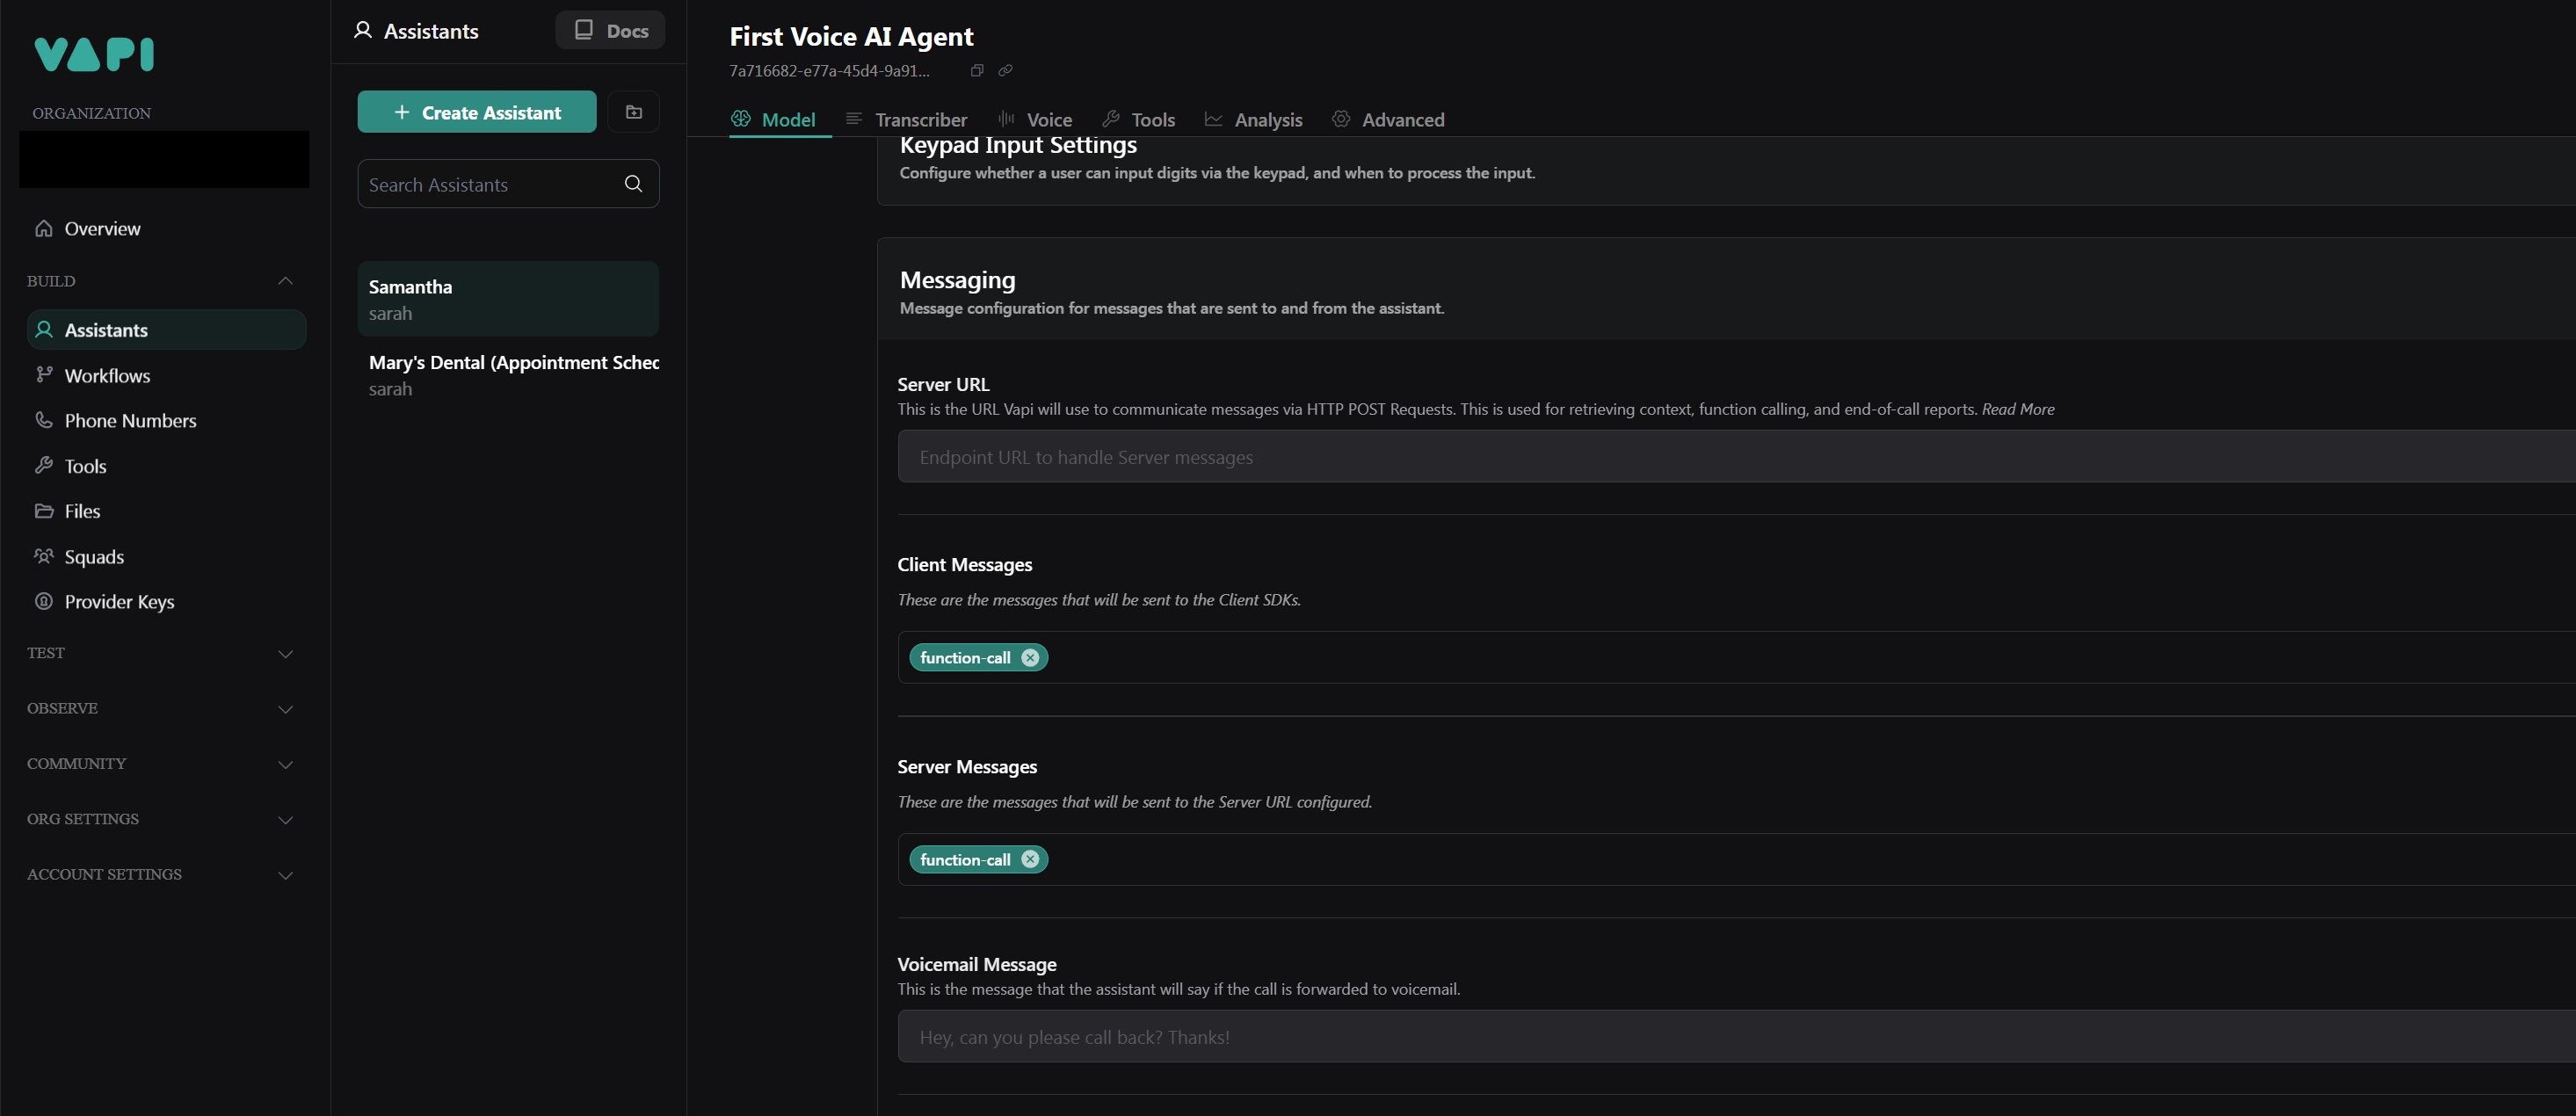 VAPI
ORGANIZATION
Overview
BUILD
Assistants
Workflows
Phone Numbers
Tools
Files
Squads
Provider Keys
TEST
OBSERVE
COMMUNITY
ORG SETTINGS
ACCOUNT SETTINGS
Assistants
Docs
+ Create Assistant
Search Assistants
Samantha
sarah
Mary's Dental (Appointment Sched
sarah
First Voice AI Agent
7a716682-e77a-45d4-9a91...
Model
Transcriber
Voice
Tools
Analysis
Advanced
Keypad Input Settings
Configure whether a user can input digits via the keypad, and when to process the input.
Messaging
Message configuration for messages that are sent to and from the assistant.
Server URL
This is the URL Vapi will use to communicate messages via HTTP POST Requests. This is used for retrieving context, function calling, and end-of-call reports. Read More
Endpoint URL to handle Server messages
Client Messages
These are the messages that will be sent to the Client SDKs.
function-call
Server Messages
These are the messages that will be sent to the Server URL configured.
function-call
Voicemail Message
This is the message that the assistant will say if the call is forwarded to voicemail.
Hey, can you please call back? Thanks!